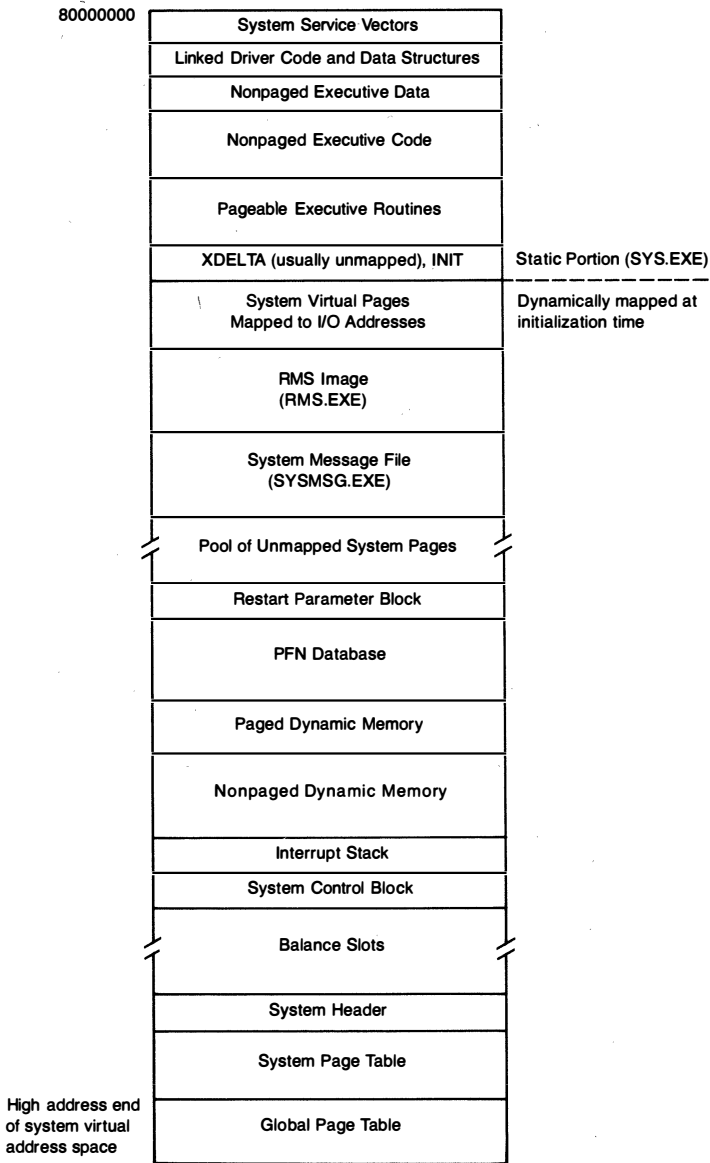 80000000
System Service Vectors
Linked Driver Code and Data Structures
Nonpaged Executive Data
Nonpaged Executive Code
Pageable Executive Routines
XDELTA (usually unmapped), INIT
Static Portion (SYS.EXE)
System Virtual Pages
Mapped to I/O Addresses
Dynamically mapped at
initialization time
RMS Image
(RMS.EXE)
System Message File
(SYSMSG.EXE)
Pool of Unmapped System Pages
Restart Parameter Block
PFN Database
Paged Dynamic Memory
Nonpaged Dynamic Memory
Interrupt Stack
System Control Block
Balance Slots
System Header
System Page Table
High address end
of system virtual
address space
Global Page Table